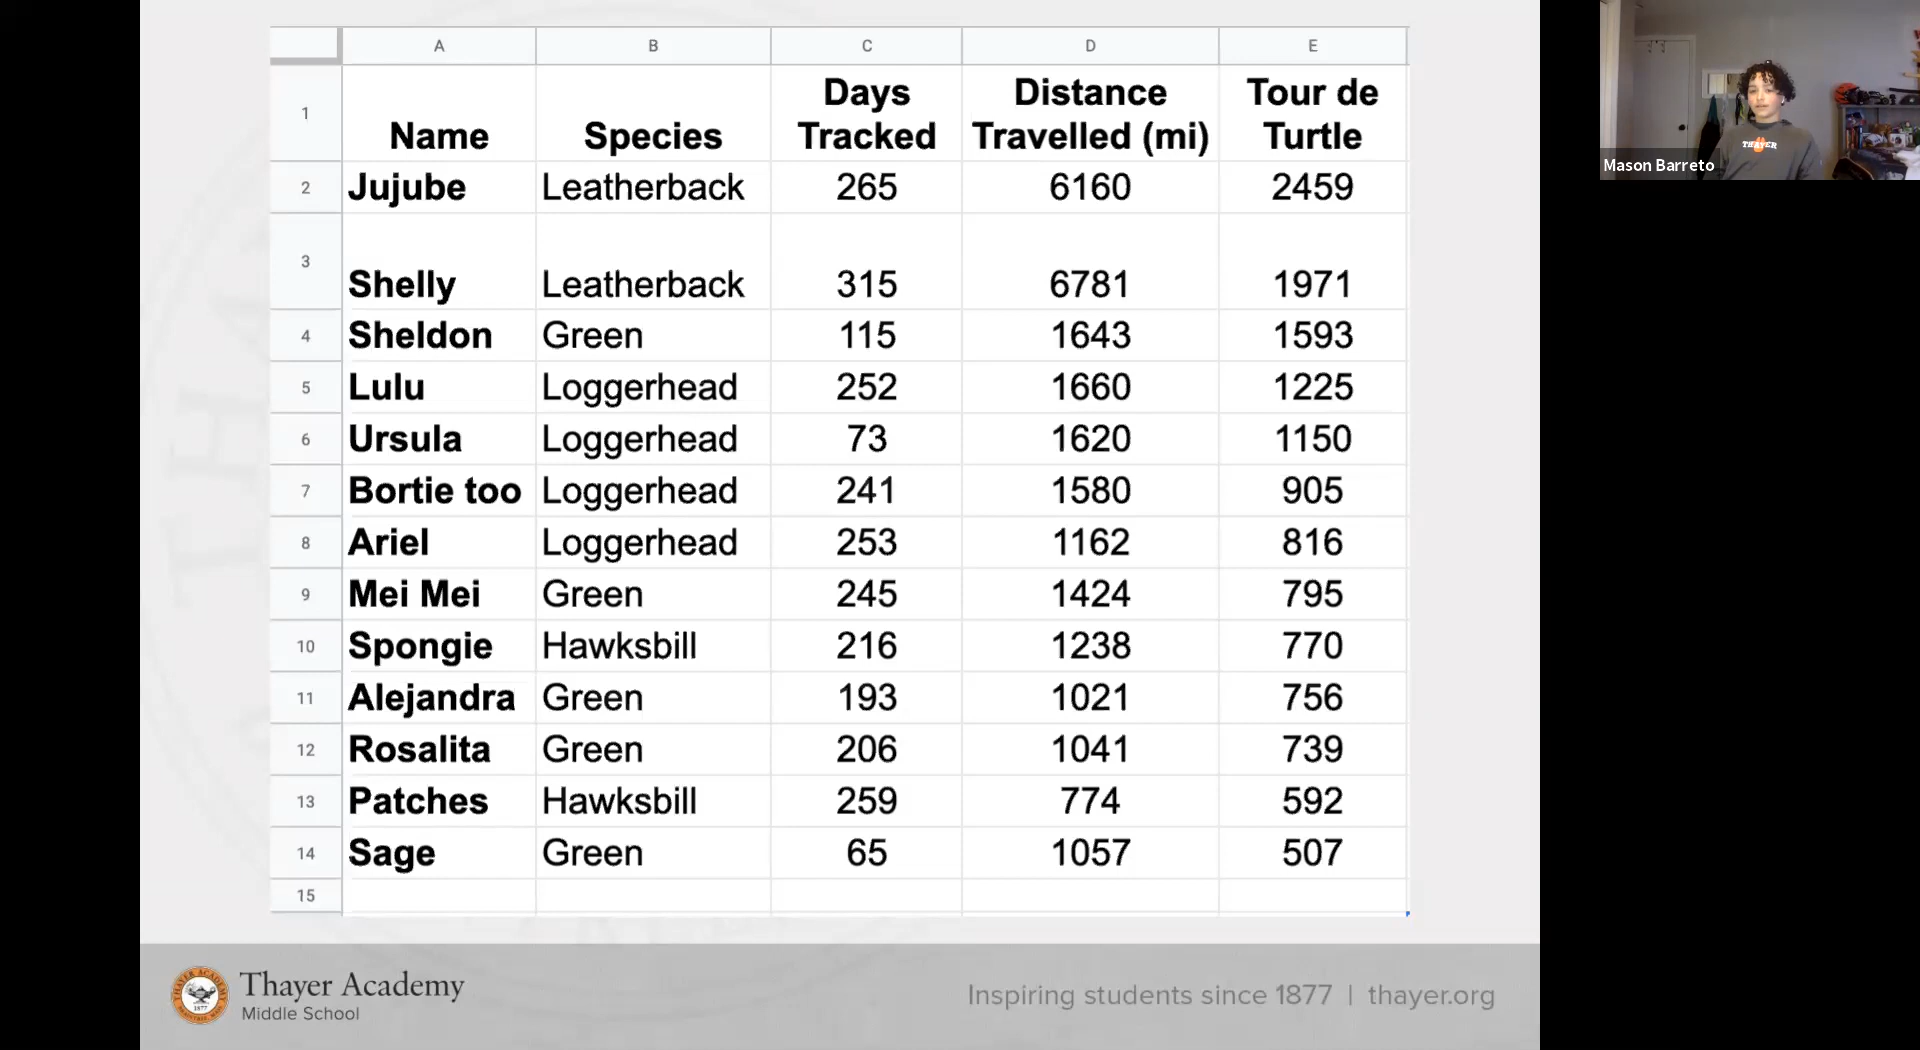 A B C D E
1 Name Species Days Tracked Distance Travelled (mi) Tour de Turtle
2 Jujube Leatherback 265 6160 2459
3 Shelly Leatherback 315 6781 1971
4 Sheldon Green 115 1643 1593
5 Lulu Loggerhead 252 1660 1225
6 Ursula Loggerhead 73 1620 1150
7 Bortie too Loggerhead 241 1580 905
8 Ariel Loggerhead 253 1162 816
9 Mei Mei Green 245 1424 795
10 Spongie Hawksbill 216 1238 770
11 Alejandra Green 193 1021 756
12 Rosalita Green 206 1041 739
13 Patches Hawksbill 259 774 592
14 Sage Green 65 1057 507
15
Thayer Academy
Middle School
Inspiring students since 1877 | thayer.org
THAYER
Mason Barreto